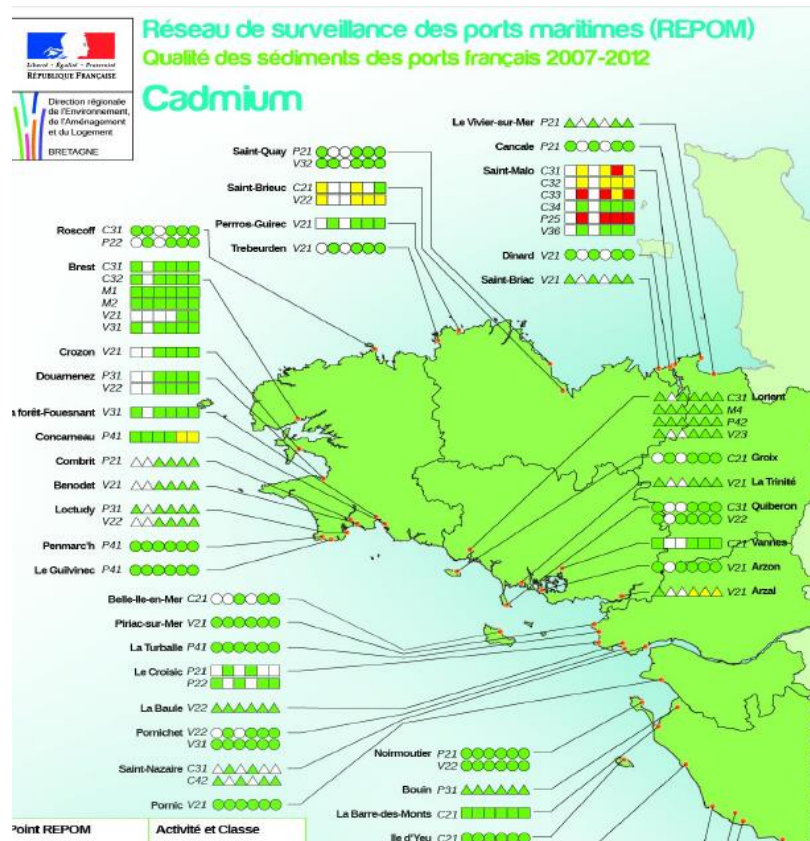 Réseau de surveillance des ports maritimes (REPOM)
Qualité des sédiments des ports français 2007-2012
Cadmium
Liberté • Égalité • Fraternité
RÉPUBLIQUE FRANÇAISE
Direction régionale
de l'Environnement,
de l'Aménagement
et du Logement
BRETAGNE
Le Vivier-sur-Mer P21
Cancale P21
Saint-Malo C31
C32
C33
C34
P25
V36
Dinard V21
Saint-Briac V21
Saint-Quay P21
V32
Saint-Brieuc C21
V22
Perrros-Guirec V21
Trebeurden V21
Roscoff C31
P22
Brest C31
C32
M1
M2
V21
V31
Crozon V21
Douarnenez P31
V22
a forêt-Fouesnant V31
Concarneau P41
Combrit P21
Benodet V21
Loctudy P31
V22
Penmarc'h P41
Le Guilvinec P41
C31 Lorient
M4
P42
V23
C21 Groix
V21 La Trinité
C31 Quiberon
V22
C21 Vannes
V21 Arzon
V21 Arzal
Belle-Ile-en-Mer C21
Piriac-sur-Mer V21
La Turballe P41
Le Croisic P21
P22
La Baule V22
Pornichet V22
V31
Saint-Nazaire C31
C42
Pornic V21
Noirmoutier P21
V22
Bouin P31
La Barre-des-Monts C21
Ile d'Yeu C21
Point REPOM
Activité et Classe